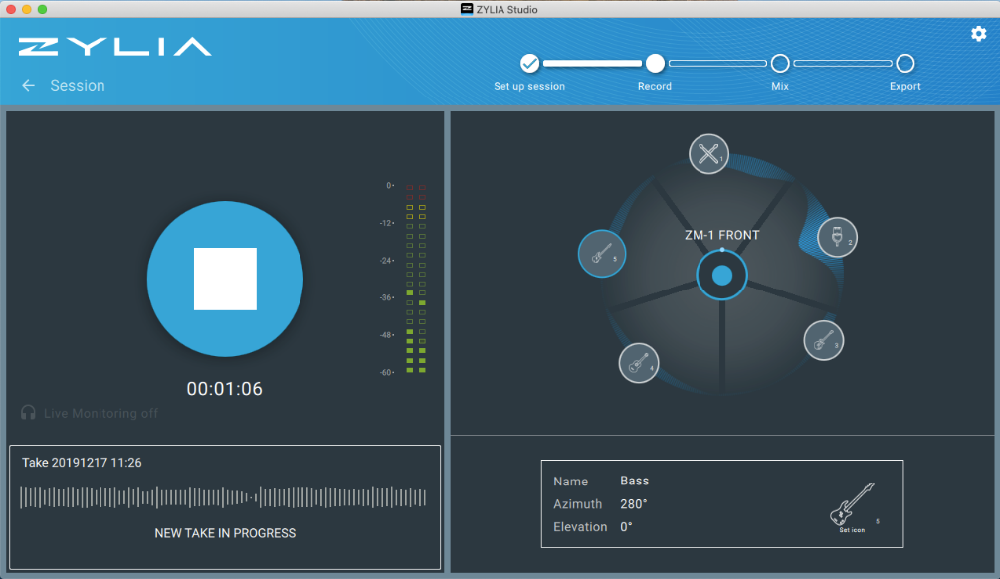 ZYLIA Studio
ZYLIA
Session
Set up session
Record
Mix
Export
0-
-12-
-24-
-36-
-48-
-60-
00:01:06
Live Monitoring off
Take 20191217 11:26
NEW TAKE IN PROGRESS
1
ZM-1 FRONT
2
5
3
4
Name Bass
Azimuth 280°
Elevation 0°
Set icon
5